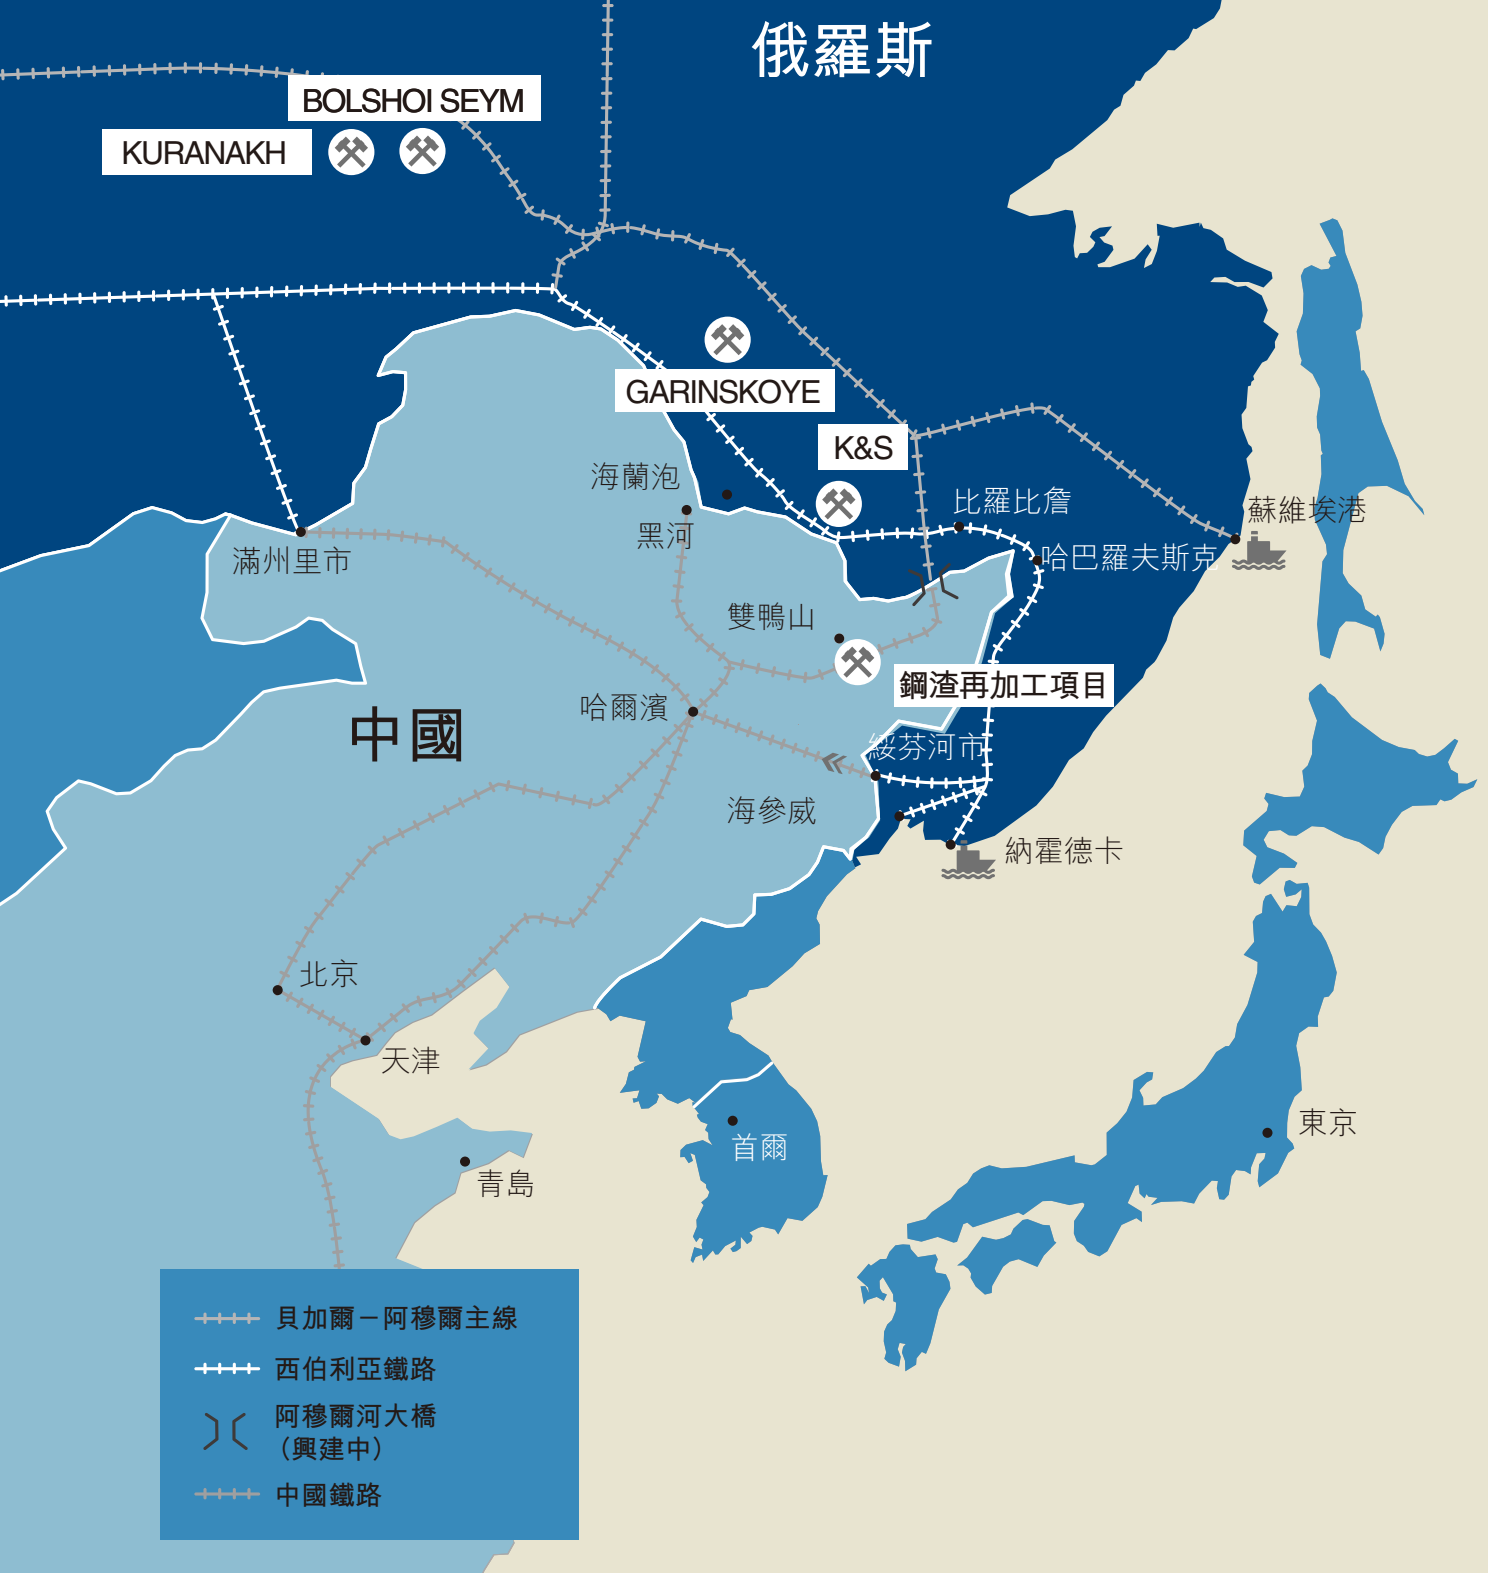 俄羅斯
BOLSHOI SEYM
KURANAKH
GARINSKOYE
K&S
海蘭泡
比羅比詹
蘇維埃港
黑河
滿州里市
哈巴羅夫斯克
雙鴨山
鋼渣再加工項目
哈爾濱
中國
綏芬河市
海參威
納霍德卡
北京
天津
東京
首爾
青島
貝加爾－阿穆爾主線
西伯利亞鐵路
阿穆爾河大橋
（興建中）
中國鐵路